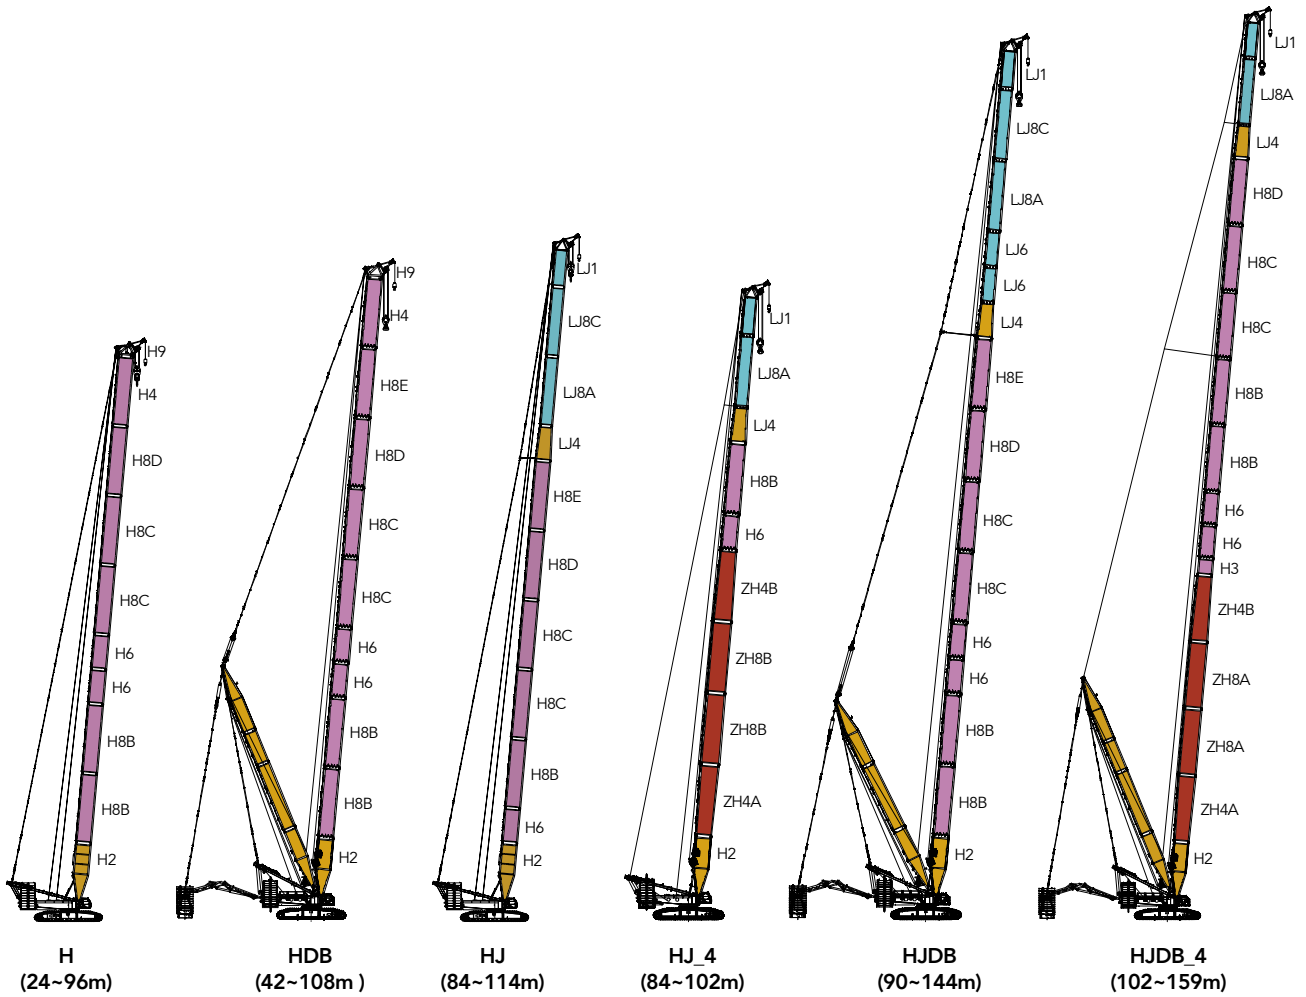 H9
H4
H8D
H8C
H8C
H6
H6
H8B
H8B
H2
H
(24~96m)
H9
H4
H8E
H8D
H8C
H8C
H6
H6
H8B
H8B
H2
HDB
(42~108m )
LJ1
LJ8C
LJ8A
LJ4
H8E
H8D
H8C
H8C
H8B
H6
H2
HJ
(84~114m)
LJ1
LJ8A
LJ4
H8B
H6
ZH4B
ZH8B
ZH8B
ZH4A
H2
HJ_4
(84~102m)
LJ1
LJ8C
LJ8A
LJ6
LJ6
LJ4
H8E
H8D
H8C
H8C
H6
H6
H8B
H8B
H2
HJDB
(90~144m)
LJ1
LJ8A
LJ4
H8D
H8C
H8C
H8B
H8B
H6
H6
H3
ZH4B
ZH8A
ZH8A
ZH4A
H2
HJDB_4
(102~159m)